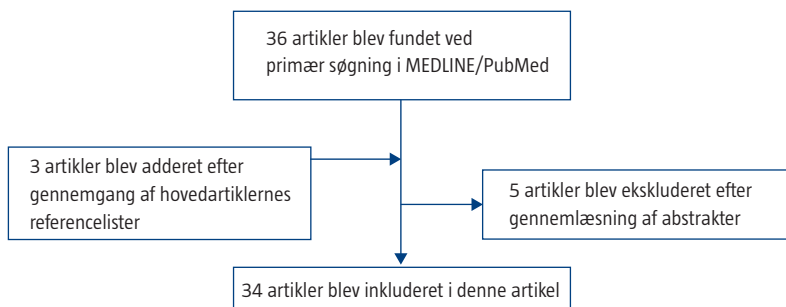 36 artikler blev fundet ved
primær søgning i MEDLINE/PubMed
3 artikler blev adderet efter
gennemgang af hovedartiklernes
referencelister
5 artikler blev ekskluderet efter
gennemlæsning af abstrakter
34 artikler blev inkluderet i denne artikel